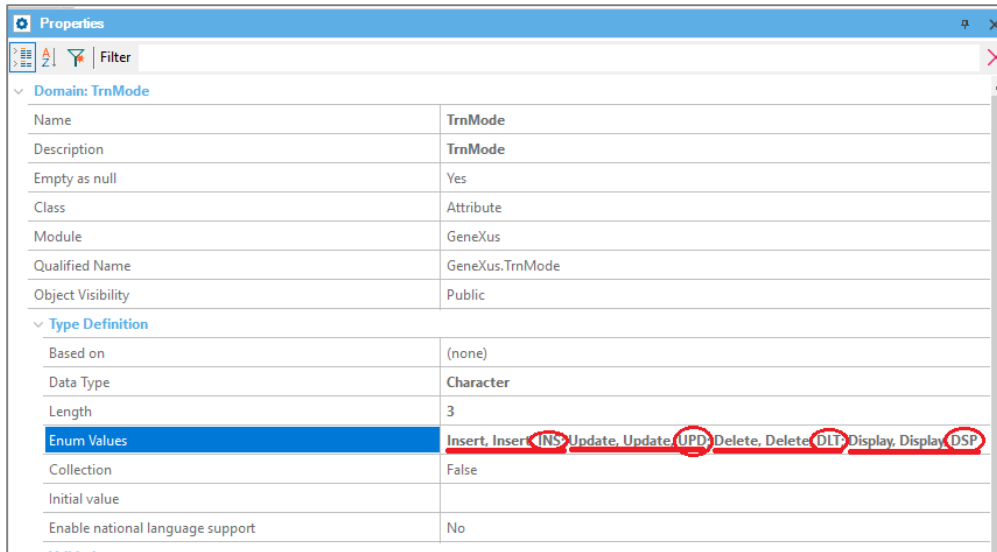 Properties
Filter
Domain: TrnMode
Name TrnMode
Description TrnMode
Empty as null Yes
Class Attribute
Module GeneXus
Qualified Name GeneXus.TrnMode
Object Visibility Public
Type Definition
Based on (none)
Data Type Character
Length 3
Enum Values Insert, Insert, INS; Update, Update, UPD; Delete, Delete, DLT; Display, Display, DSP
Collection False
Initial value
Enable national language support No